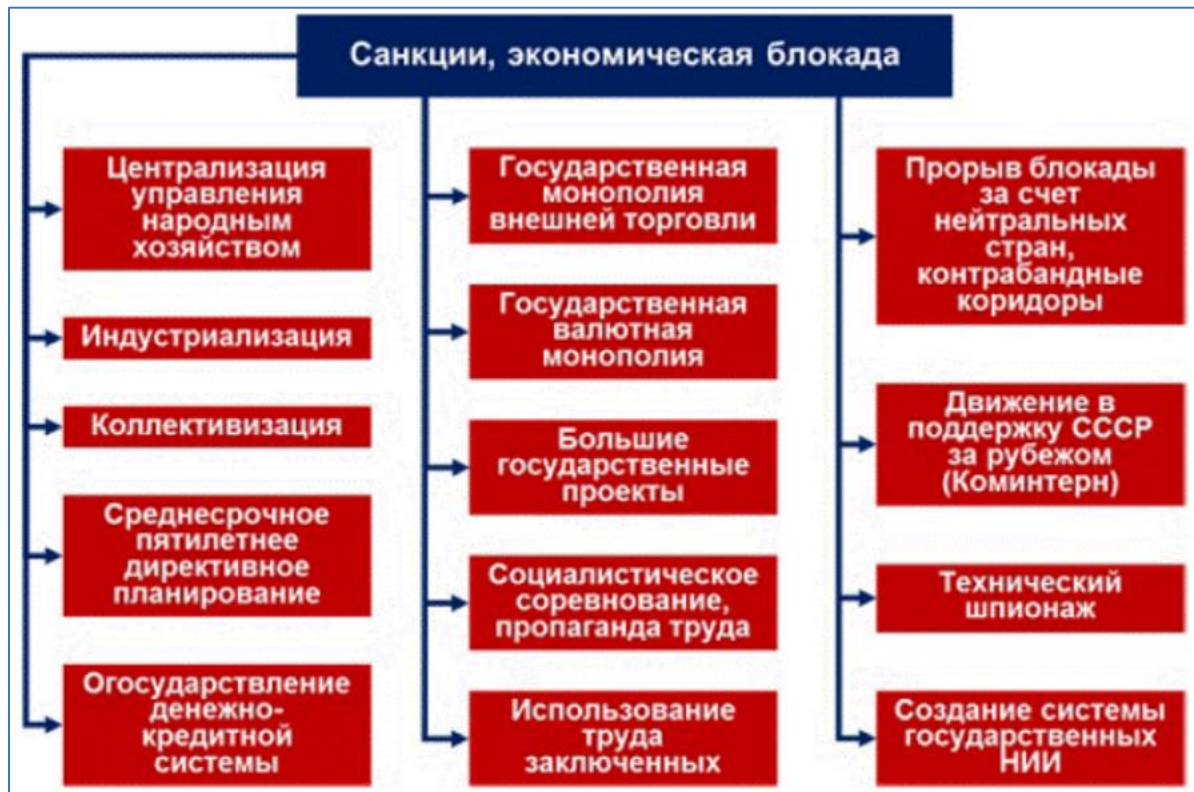 Санкции, экономическая блокада
Централизация
управления
народным
хозяйством
Индустриализация
Коллективизация
Среднесрочное
пятилетнее
директивное
планирование
Огосударствление
денежно-
кредитной
системы
Государственная
монополия
внешней торговли
Государственная
валютная
монополия
Большие
государственные
проекты
Социалистическое
соревнование,
пропаганда труда
Использование
труда
заключенных
Прорыв блокады
за счет
нейтральных
стран,
контрабандные
коридоры
Движение в
поддержку СССР
за рубежом
(Коминтерн)
Технический
шпионаж
Создание системы
государственных
НИИ